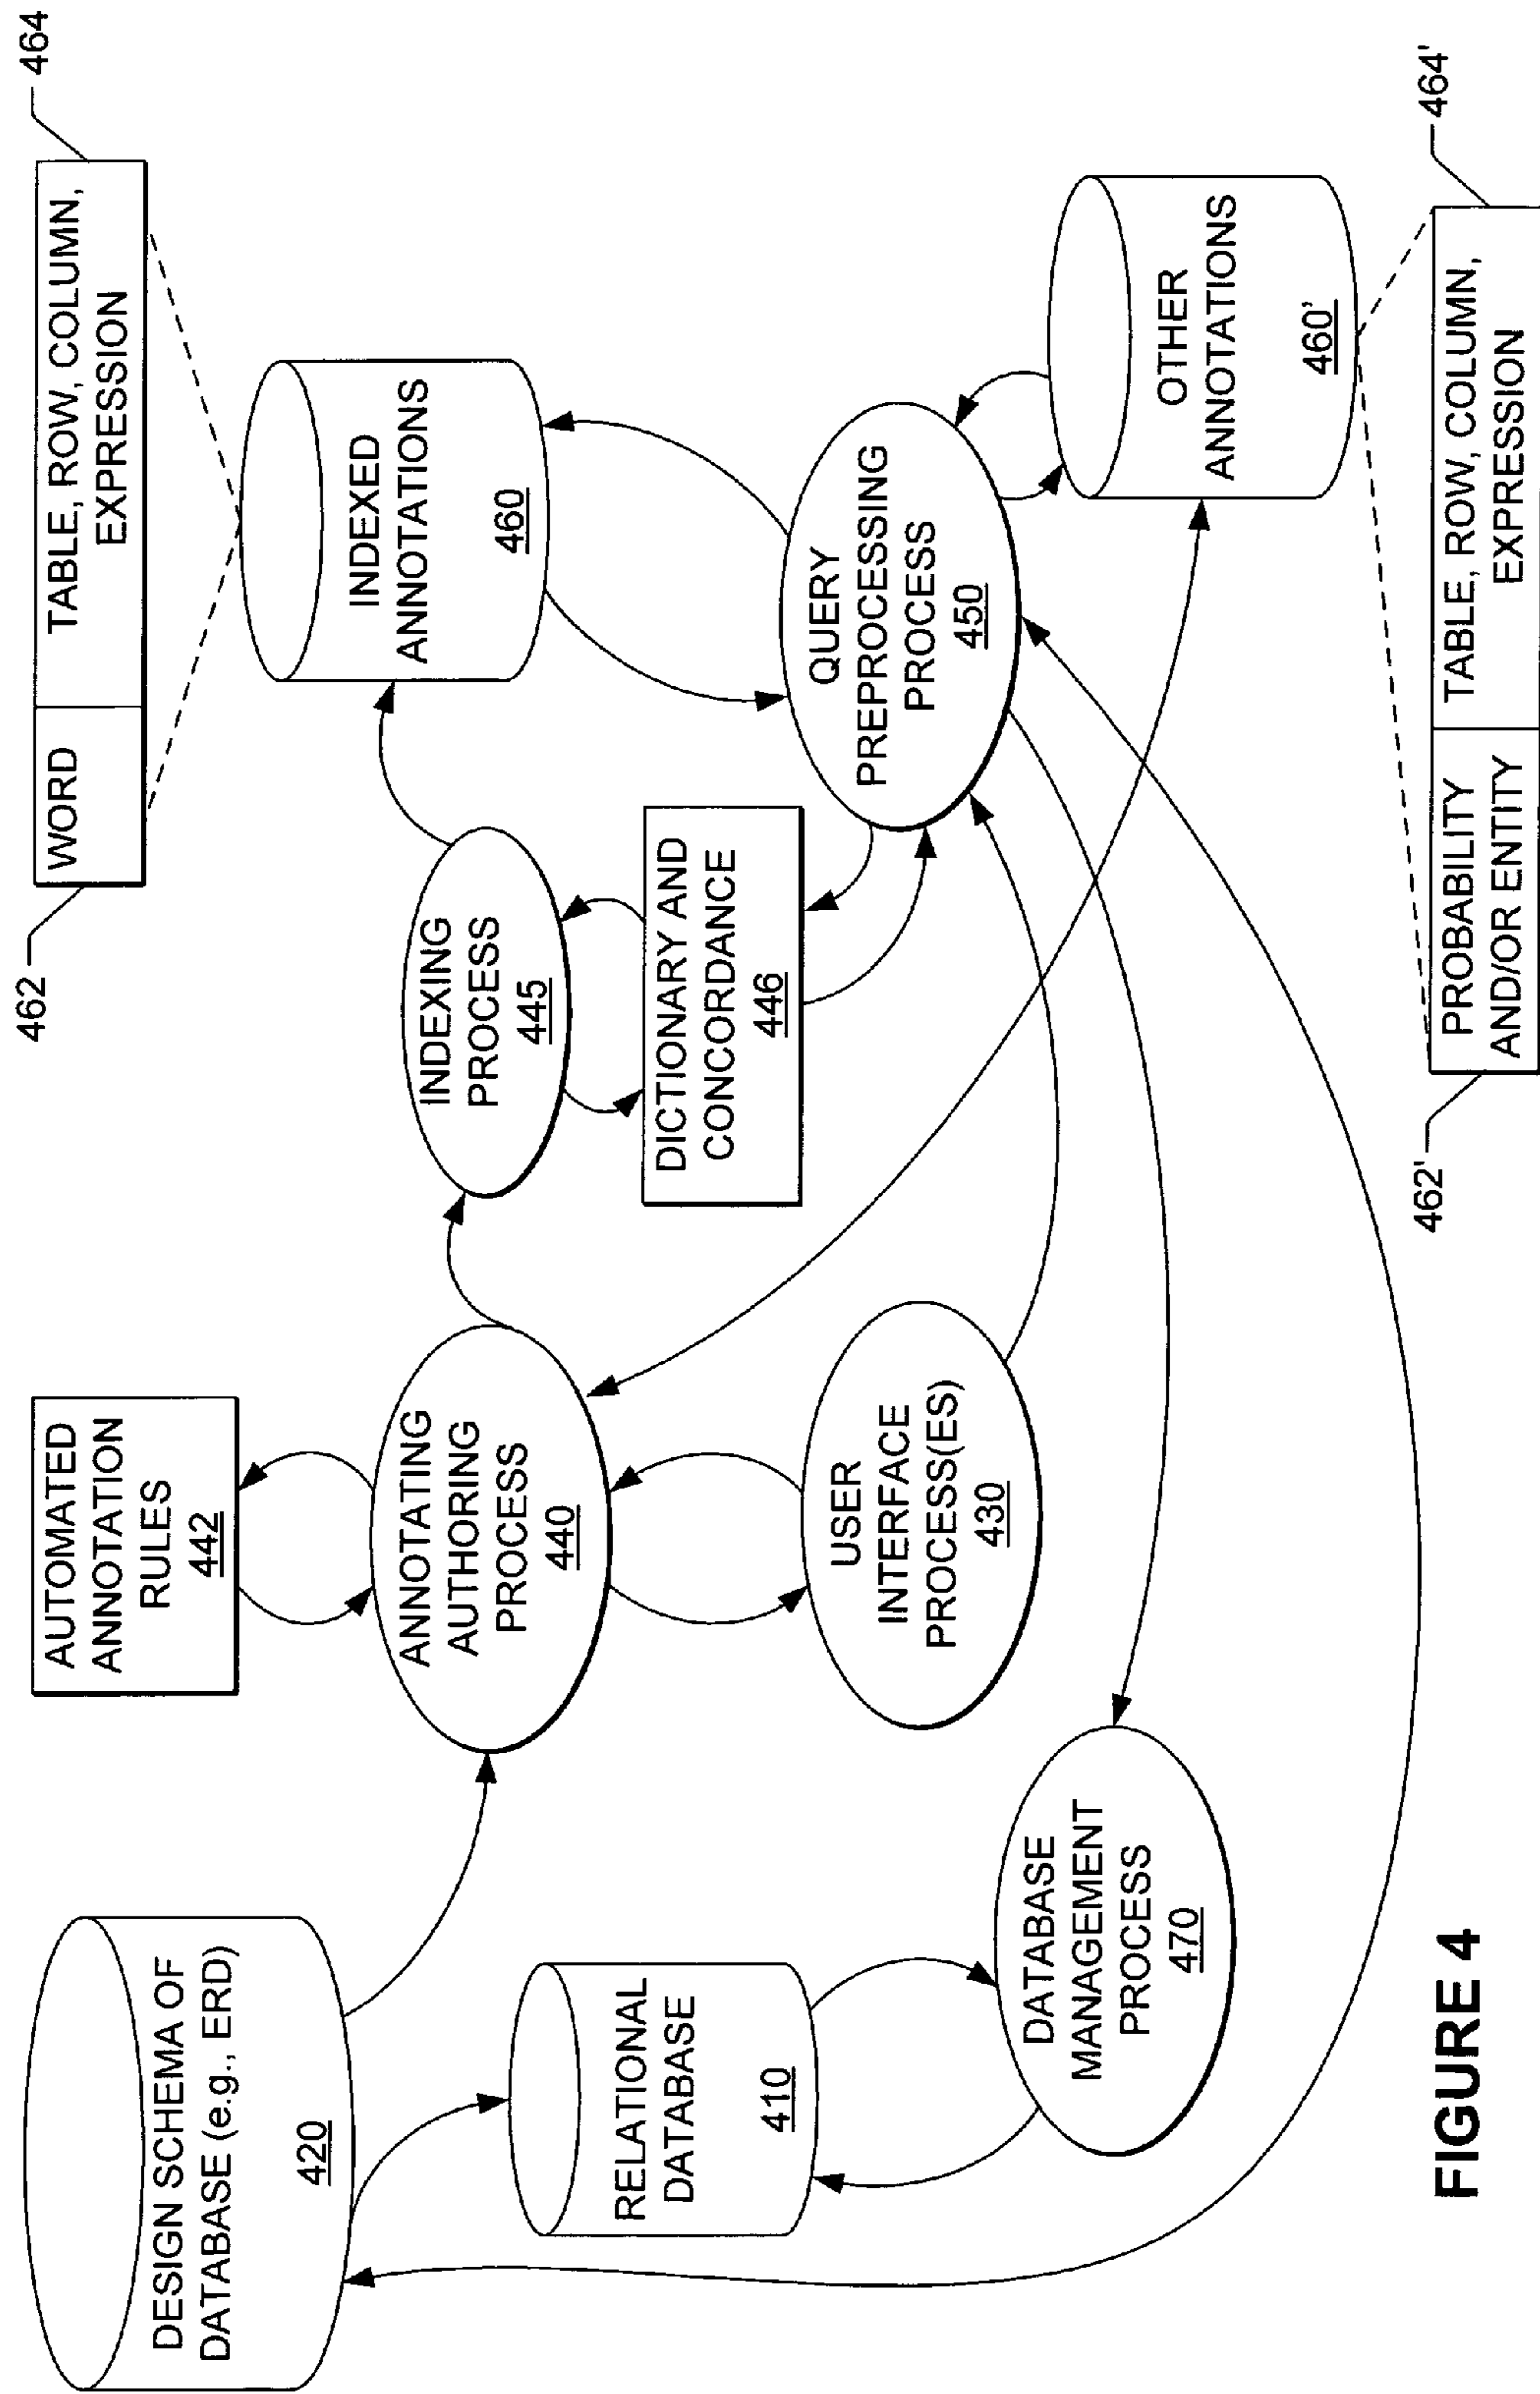 DESIGN SCHEMA OF
DATABASE (e.g., ERD)
420
RELATIONAL
DATABASE
410
DATABASE
MANAGEMENT
PROCESS
470
AUTOMATED
ANNOTATION
RULES
442
ANNOTATING
AUTHORING
PROCESS
440
USER
INTERFACE
PROCESS(ES)
430
INDEXING
PROCESS
445
DICTIONARY AND
CONCORDANCE
446
462
464
WORD
TABLE, ROW, COLUMN,
EXPRESSION
INDEXED
ANNOTATIONS
460
QUERY
PREPROCESSING
PROCESS
450
OTHER
ANNOTATIONS
460'
462'
464'
PROBABILITY
AND/OR ENTITY
TABLE, ROW, COLUMN,
EXPRESSION
FIGURE 4